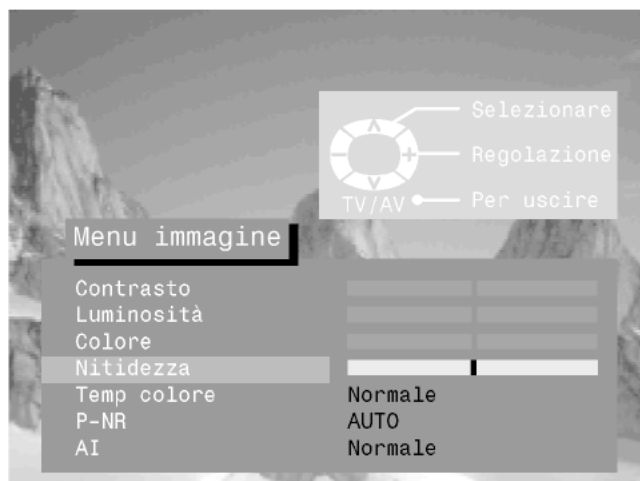 Selezionare
Regolazione
TV/AV Per uscire
Menu immagine
Contrasto
Luminosità
Colore
Nitidezza
Temp colore Normale
P-NR AUTO
AI Normale